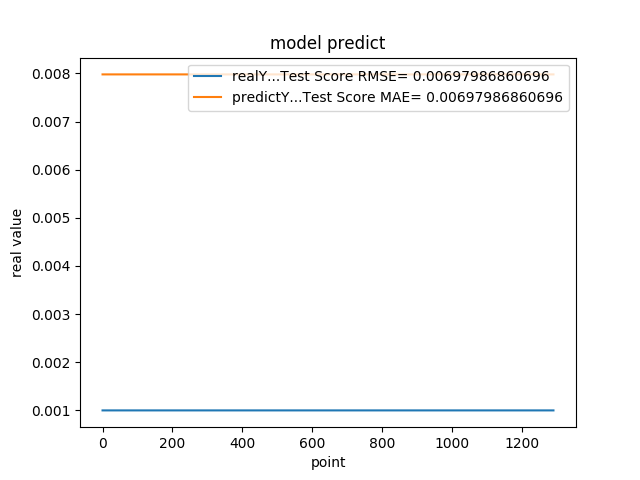 model predict
realY...Test Score RMSE= 0.00697986860696
predictY...Test Score MAE= 0.00697986860696
0.008
0.007
0.006
0.005
0.004
0.003
0.002
0.001
real value
0 200 400 600 800 1000 1200
point